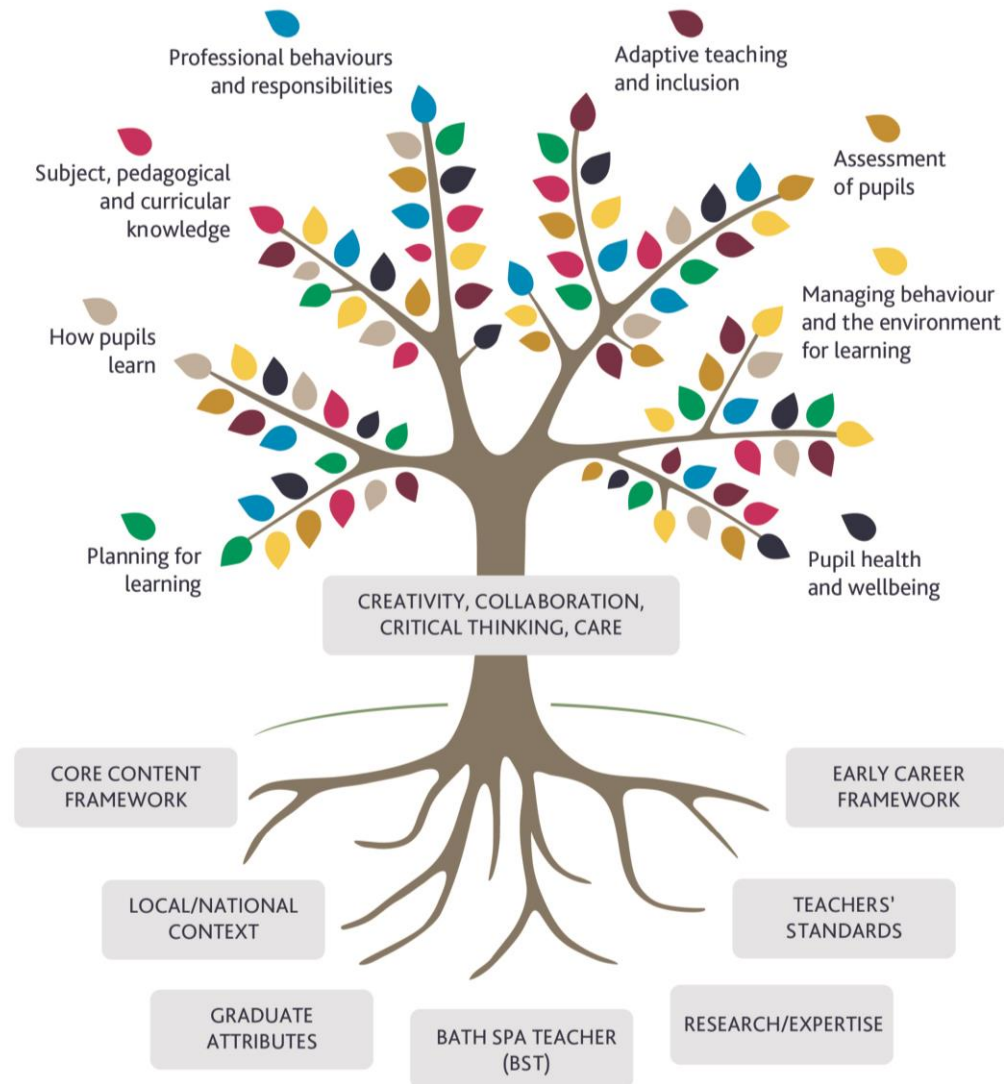 Professional behaviours
and responsibilities
Adaptive teaching
and inclusion
Subject, pedagogical
and curricular
knowledge
Assessment
of pupils
How pupils
learn
Managing behaviour
and the environment
for learning
Planning for
learning
Pupil health
and wellbeing
CREATIVITY, COLLABORATION,
CRITICAL THINKING, CARE
CORE CONTENT
FRAMEWORK
EARLY CAREER
FRAMEWORK
LOCAL/NATIONAL
CONTEXT
TEACHERS'
STANDARDS
GRADUATE
ATTRIBUTES
BATH SPA TEACHER
(BST)
RESEARCH/EXPERTISE